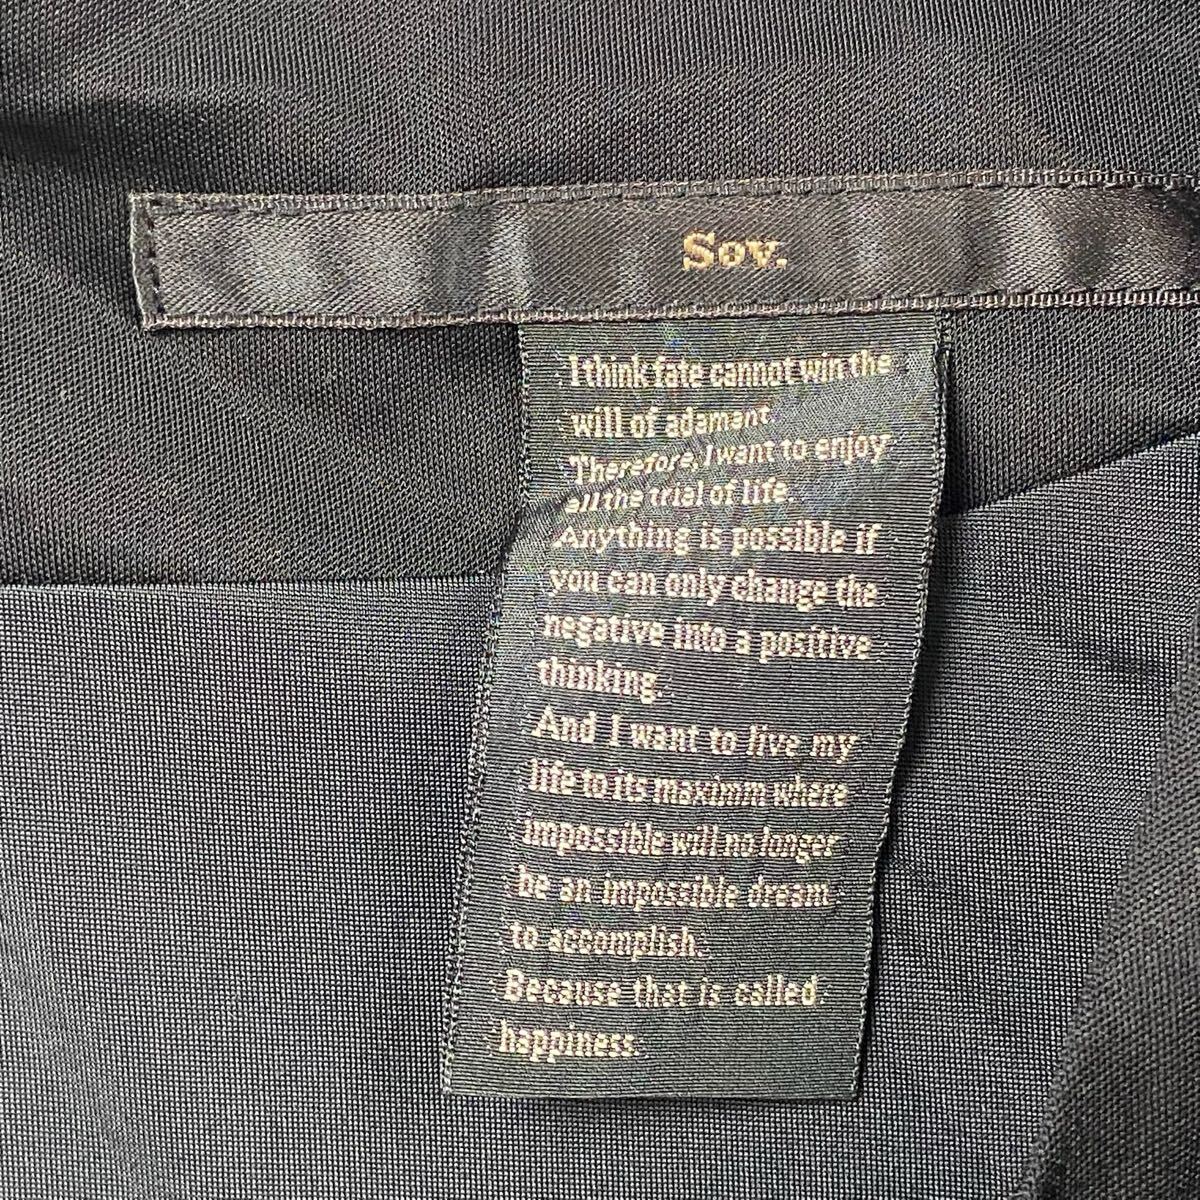 Sov.
I think fate cannot win the
will of adamant
Therefore, I want to enjoy
all the trial of life.
Anything is possible if
you can only change the
negative into a positive
thinking.
And I want to live my
life to its maximm where
impossible will no longer
be an impossible dream
to accomplish.
Because that is called
happiness.